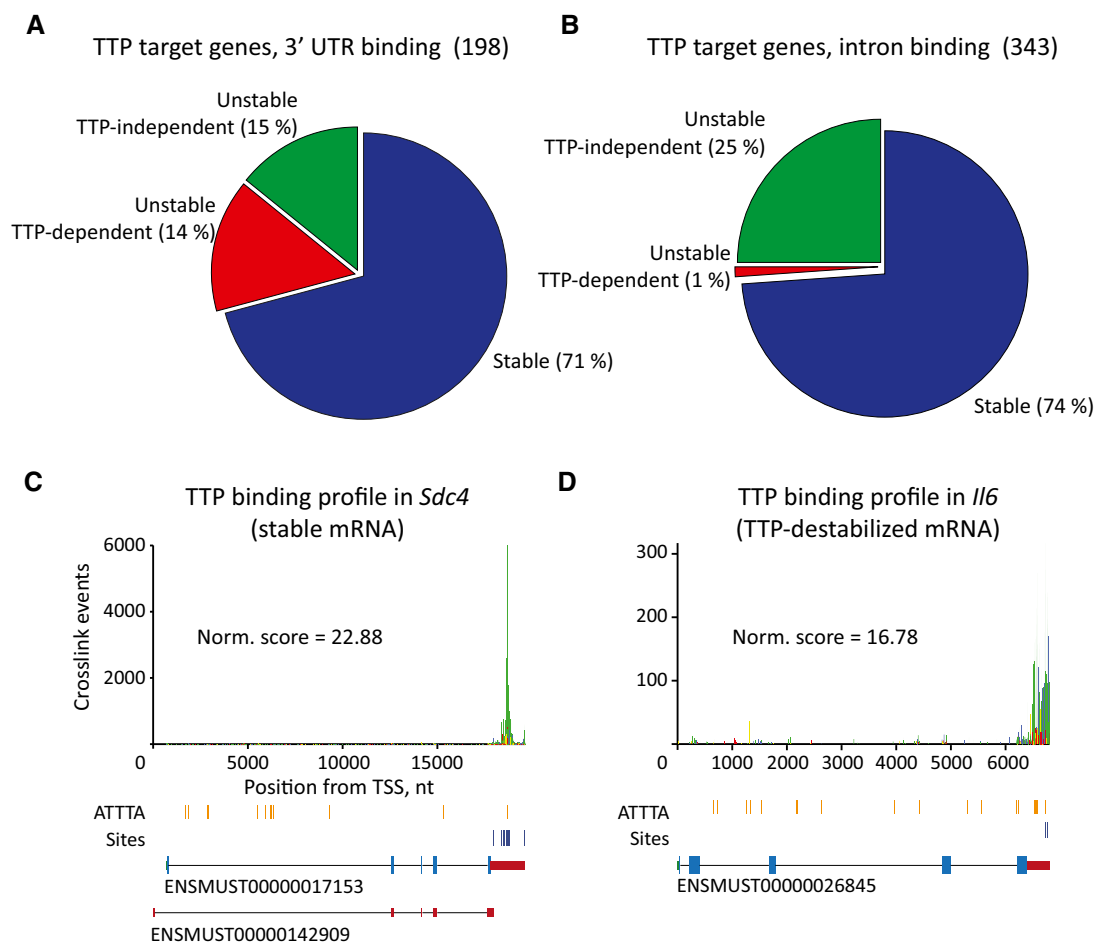 A
TTP target genes, 3’ UTR binding (198)
Unstable
TTP-independent (15 %)
Unstable
TTP-dependent (14 %)
Stable (71 %)
B
TTP target genes, intron binding (343)
Unstable
TTP-independent (25 %)
Unstable
TTP-dependent (1 %)
Stable (74 %)
C
TTP binding profile in Sdc4
(stable mRNA)
Crosslink events
6000
4000
2000
Norm. score = 22.88
0 5000 10000 15000
Position from TSS, nt
ATTTA
Sites
ENSMUST00000017153
ENSMUST00000142909
D
TTP binding profile in Il6
(TTP-destabilized mRNA)
300
200
100
Norm. score = 16.78
0 1000 2000 3000 4000 5000 6000
ATTTA
Sites
ENSMUST00000026845